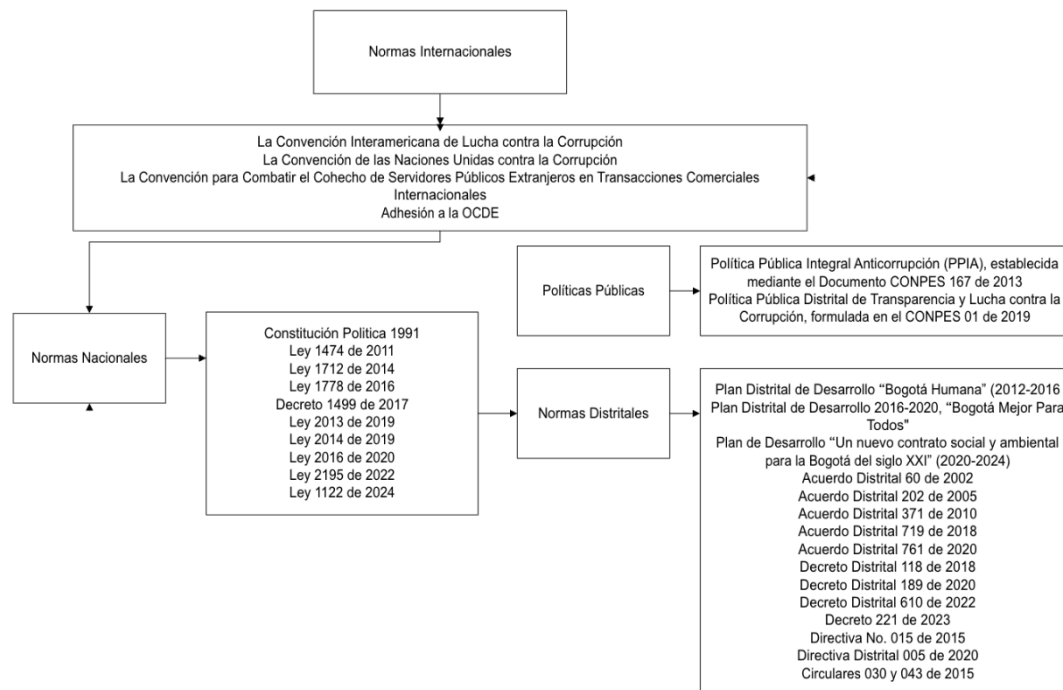 Normas Internacionales
La Convención Interamericana de Lucha contra la Corrupción
La Convención de las Naciones Unidas contra la Corrupción
La Convención para Combatir el Cohecho de Servidores Públicos Extranjeros en Transacciones Comerciales
Internacionales
Adhesión a la OCDE
Políticas Públicas
Política Pública Integral Anticorrupción (PPIA), establecida
mediante el Documento CONPES 167 de 2013
Política Pública Distrital de Transparencia y Lucha contra la
Corrupción, formulada en el CONPES 01 de 2019
Normas Nacionales
Constitución Politica 1991
Ley 1474 de 2011
Ley 1712 de 2014
Ley 1778 de 2016
Decreto 1499 de 2017
Ley 2013 de 2019
Ley 2014 de 2019
Ley 2016 de 2020
Ley 2195 de 2022
Ley 1122 de 2024
Normas Distritales
Plan Distrital de Desarrollo “Bogotá Humana” (2012-2016
Plan Distrital de Desarrollo 2016-2020, “Bogotá Mejor Para
Todos"
Plan de Desarrollo “Un nuevo contrato social y ambiental
para la Bogotá del siglo XXI” (2020-2024)
Acuerdo Distrital 60 de 2002
Acuerdo Distrital 202 de 2005
Acuerdo Distrital 371 de 2010
Acuerdo Distrital 719 de 2018
Acuerdo Distrital 761 de 2020
Decreto Distrital 118 de 2018
Decreto Distrital 189 de 2020
Decreto Distrital 610 de 2022
Decreto 221 de 2023
Directiva No. 015 de 2015
Directiva Distrital 005 de 2020
Circulares 030 y 043 de 2015